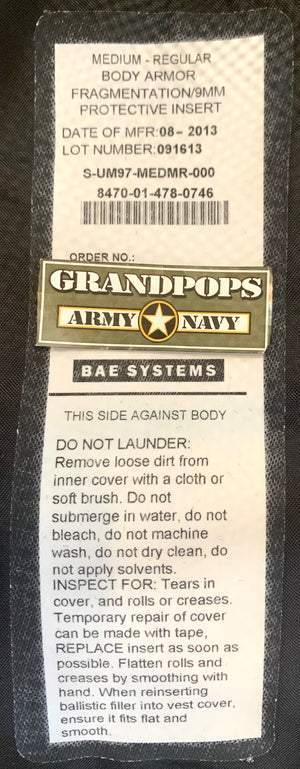 MEDIUM - REGULAR
BODY ARMOR
FRAGMENTATION/9MM
PROTECTIVE INSERT
DATE OF MFR:08– 2013
LOT NUMBER:091613
S-UM97-MEDMR-000
8470-01-478-0746
ORDER NO.:
GRANDPOPS
ARMY NAVY
BAE SYSTEMS
THIS SIDE AGAINST BODY
DO NOT LAUNDER:
Remove loose dirt from
inner cover with a cloth or
soft brush. Do not
submerge in water, do not
bleach, do not machine
wash, do not dry clean, do
not apply solvents.
INSPECT FOR: Tears in
cover, and rolls or creases.
Temporary repair of cover
can be made with tape,
REPLACE insert as soon as
possible. Flatten rolls and
creases by smoothing with
hand. When reinserting
ballistic filler into vest cover,
ensure it fits flat and
smooth.